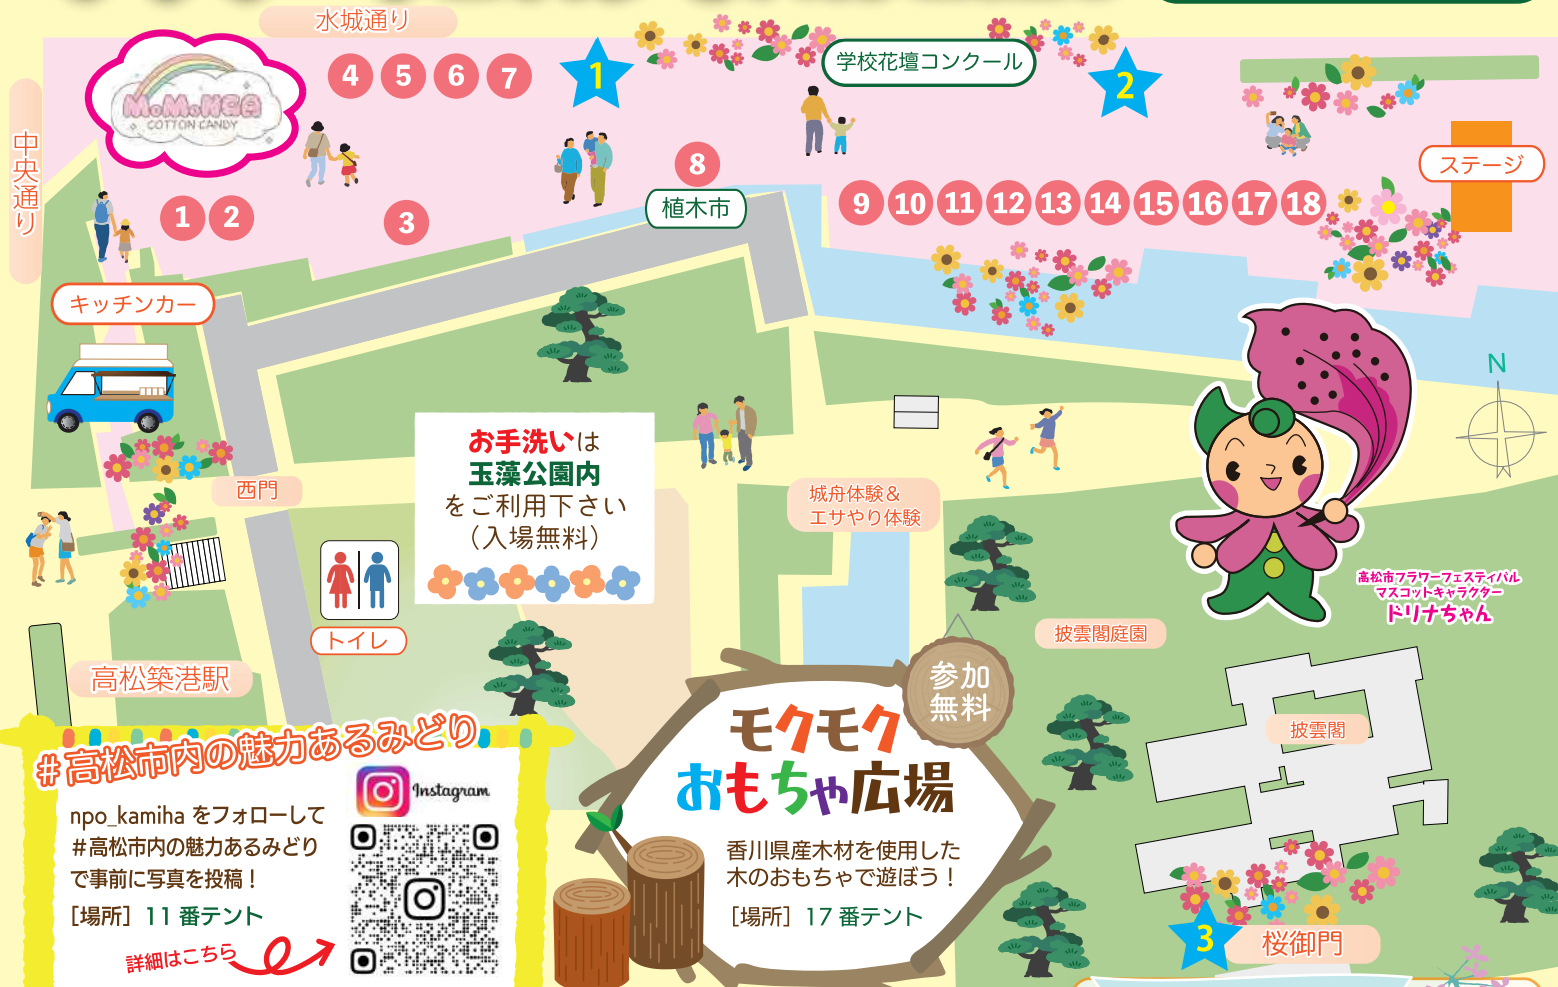 水城通り
中央通り
MoMoNGA
COTTON CANDY
4 5 6 7
1
学校花壇コンクール
2
ステージ
8
植木市
1 2
3
9 10 11 12 13 14 15 16 17 18
キッチンカー
西門
お手洗いは
玉藻公園内
をご利用下さい
（入場無料）
トイレ
城舟体験＆
エサやり体験
N
高松市フラワーフェスティバル
マスコットキャラクター
ドリナちゃん
披雲閣庭園
披雲閣
高松築港駅
#高松市内の魅力あるみどり
npo_kamiha をフォローして
＃高松市内の魅力あるみどり
で事前に写真を投稿！
［場所］11 番テント
詳細はこちら
Instagram
参加
無料
モクモク
おもちゃ広場
香川県産木材を使用した
木のおもちゃで遊ぼう！
［場所］17 番テント
3
桜御門